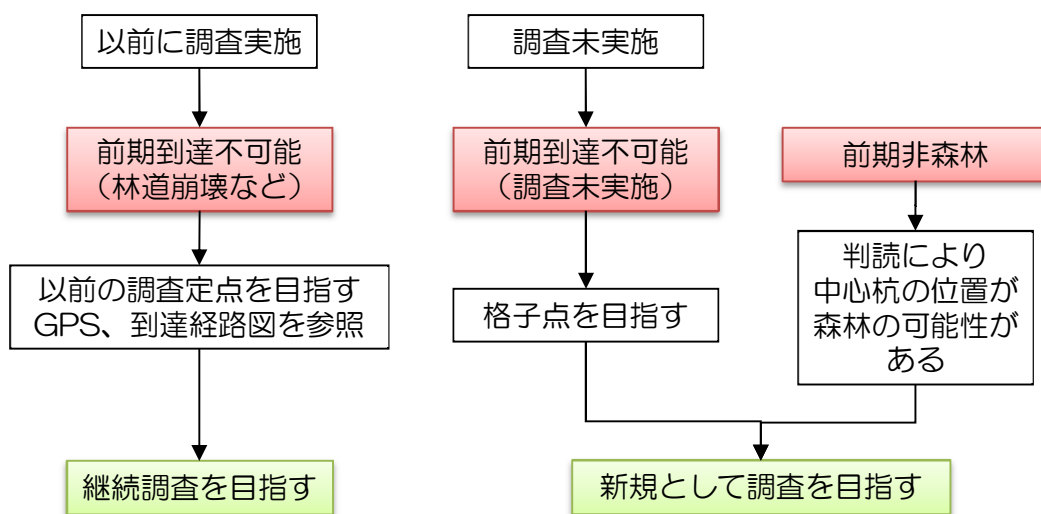 以前に調査実施
調査未実施
前期到達不可能
（林道崩壊など）
前期到達不可能
（調査未実施）
前期非森林
以前の調査定点を目指す
GPS、到達経路図を参照
格子点を目指す
判読により
中心杭の位置が
森林の可能性が
ある
継続調査を目指す
新規として調査を目指す